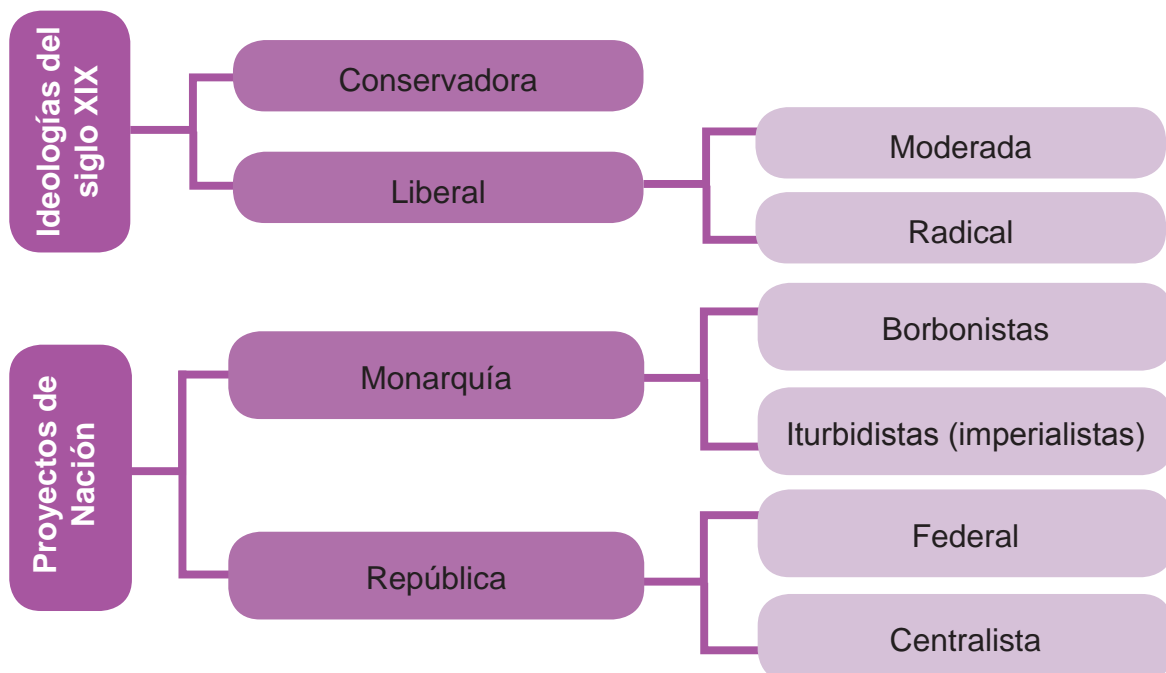 Ideologías del
siglo XIX
Conservadora
Liberal
Moderada
Radical
Proyectos de
Nación
Monarquía
Borbonistas
Iturbidistas (imperialistas)
República
Federal
Centralista